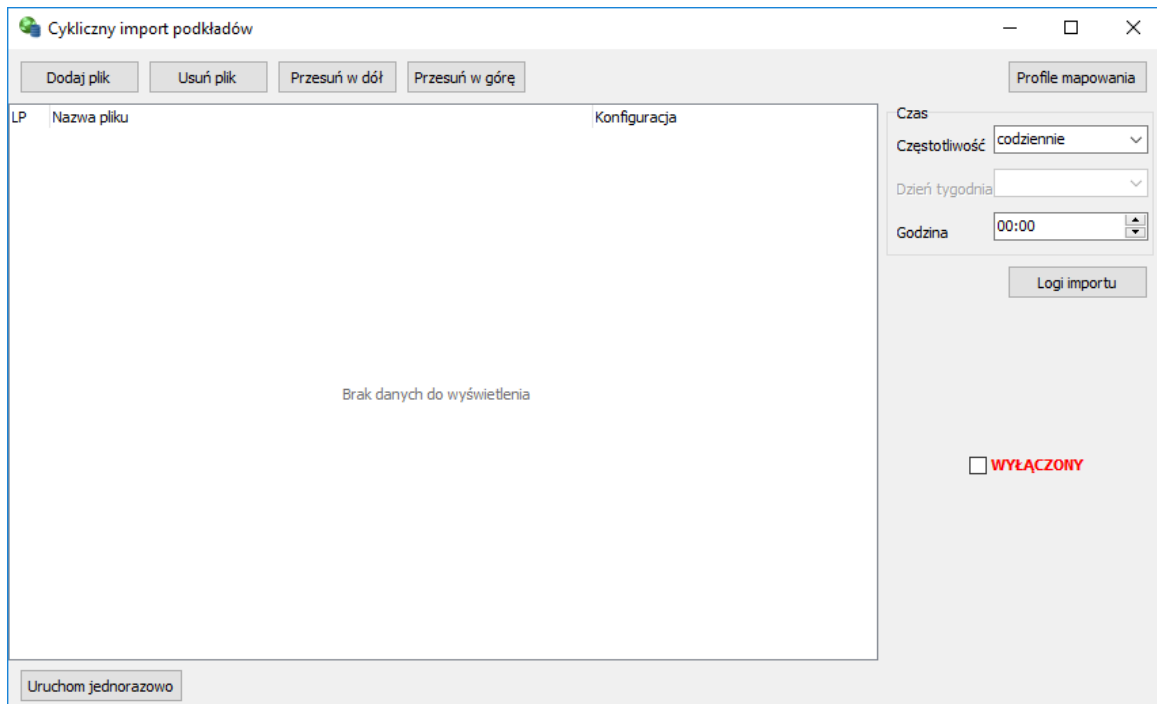 Cykliczny import podkładów
Dodaj plik Usuń plik Przesuń w dół Przesuń w górę Profile mapowania
LP Nazwa pliku Konfiguracja
Czas
Częstotliwość codziennie
Dzień tygodnia
Godzina 00:00
Logi importu
Brak danych do wyświetlenia
WYŁĄCZONY
Uruchom jednorazowo